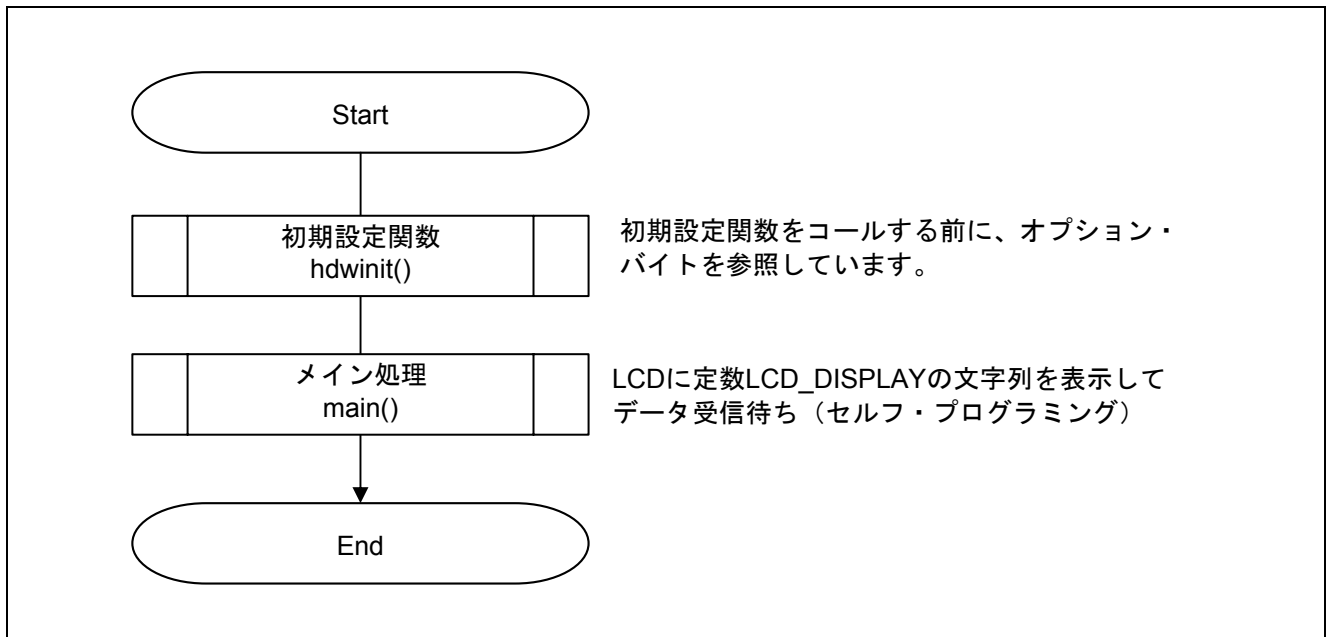 Start
初期設定関数
hdwinit()
初期設定関数をコールする前に、オプション・
バイトを参照しています。
メイン処理
main()
LCDに定数LCD_DISPLAYの文字列を表示して
データ受信待ち（セルフ・プログラミング）
End